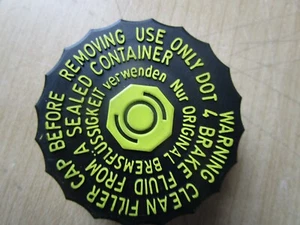 WARNING CLEAN FILLER CAP BEFORE REMOVING USE ONLY DOT 4 BRAKE FLUID FROM A SEALED CONTAINER
Nur ORIGINAL BREMSFLÜSSIGKEIT verwenden